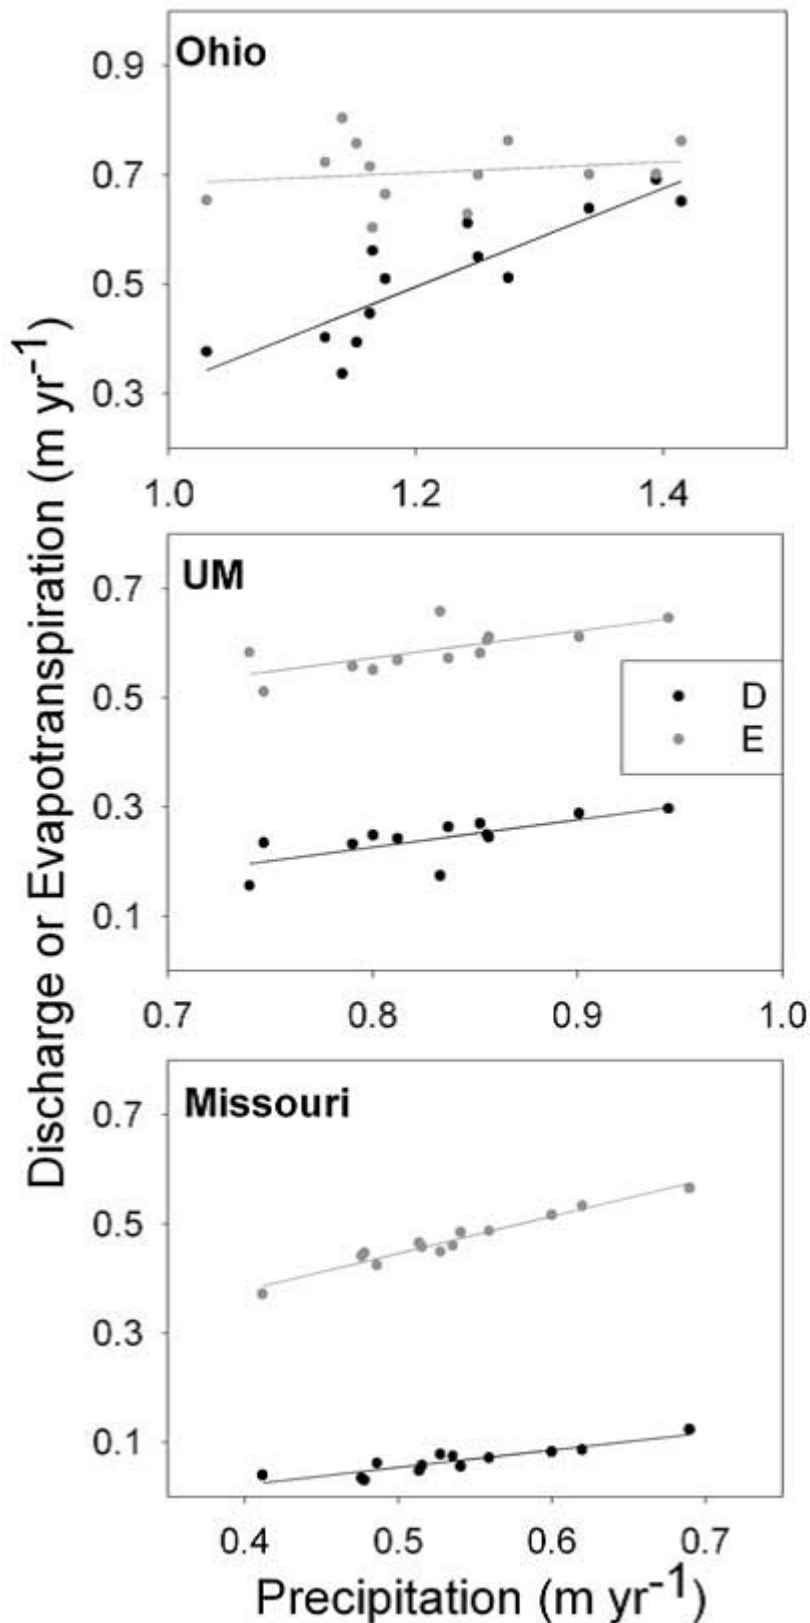 Discharge or Evapotranspiration (m yr-1)
Ohio
0.9
0.7
0.5
0.3
1.0 1.2 1.4
UM
0.7
0.5
0.3
0.1
D
E
0.7 0.8 0.9 1.0
Missouri
0.7
0.5
0.3
0.1
0.4 0.5 0.6 0.7
Precipitation (m yr-1)